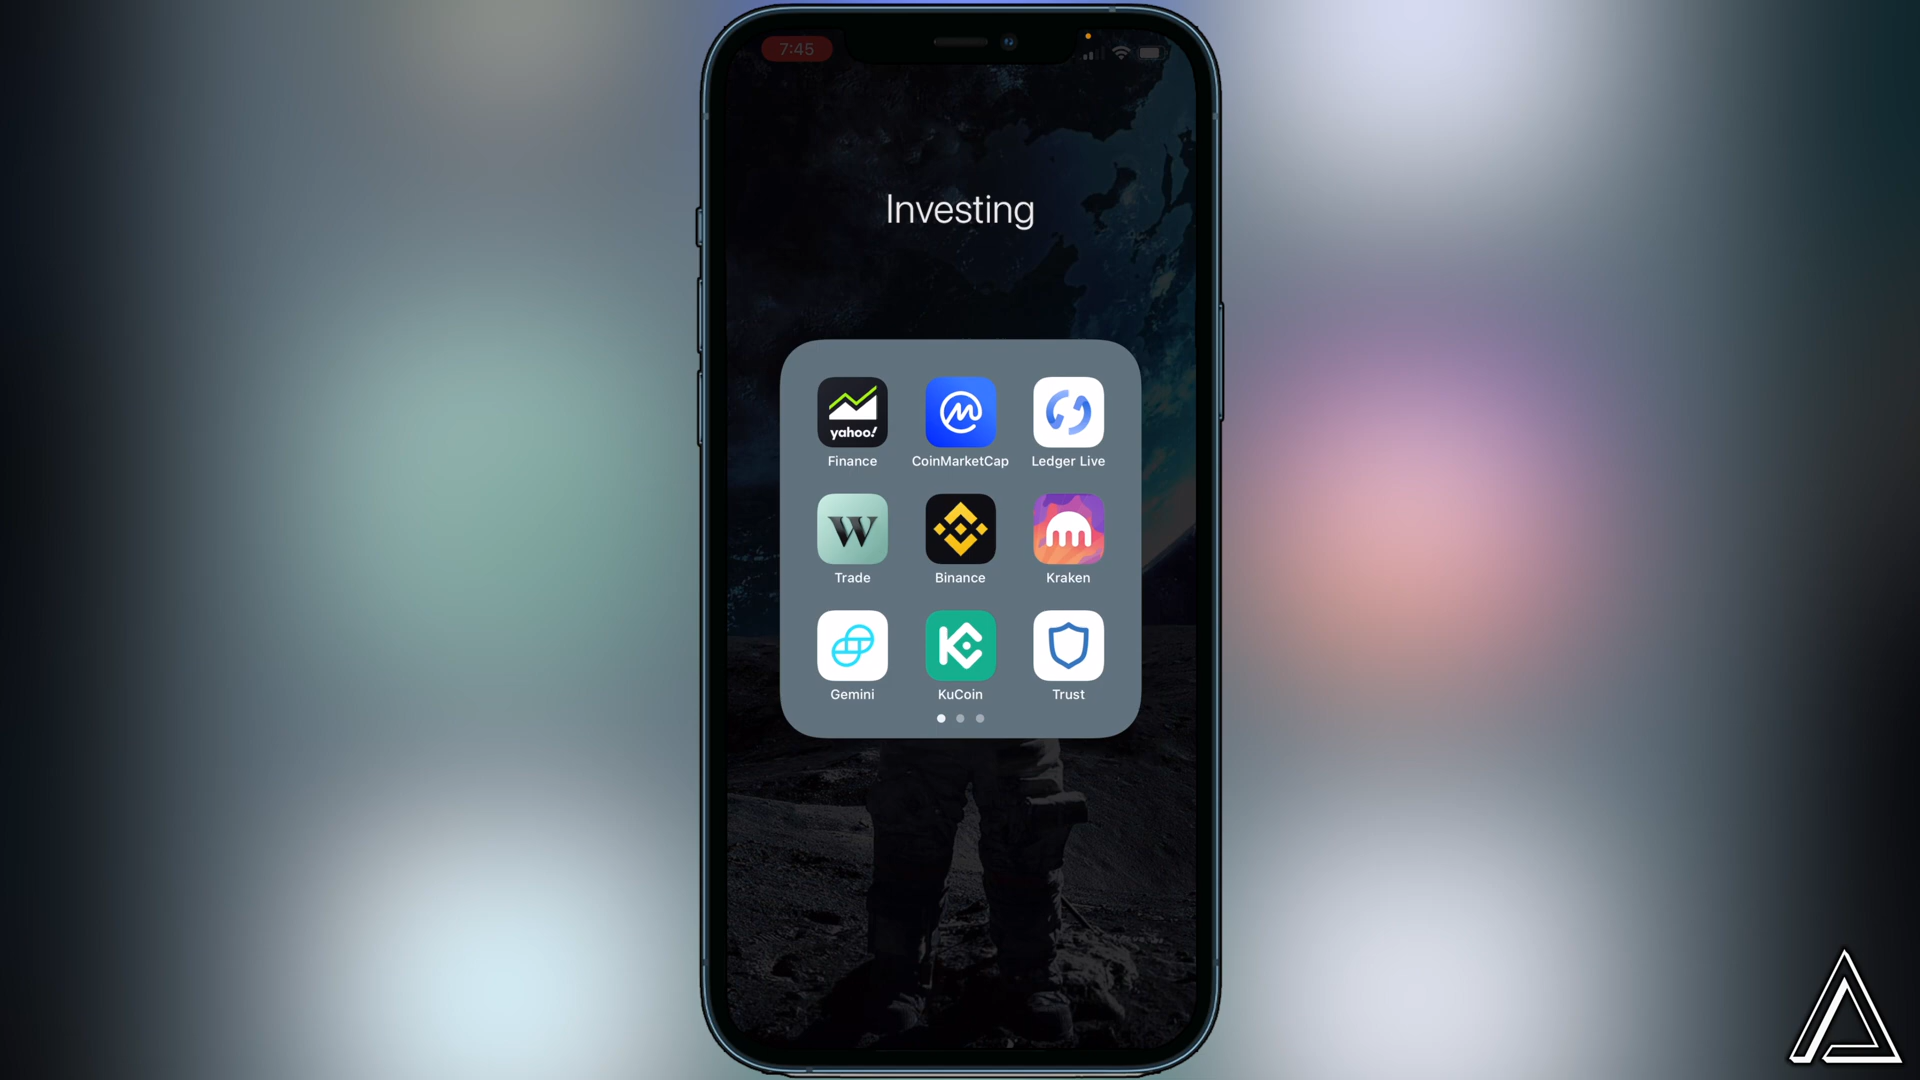 7:45
Investing
yahoo!
Finance
CoinMarketCap
Ledger Live
W
Trade
Binance
Kraken
Gemini
KuCoin
Trust